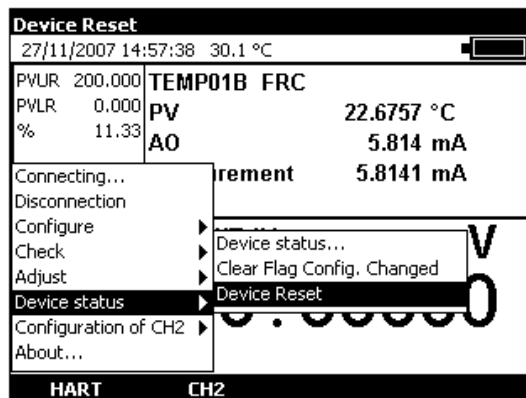 Device Reset
27/11/2007 14:57:38 30.1 °C
PVUR 200.000
PVLR 0.000
% 11.33
TEMP01B FRC
PV 22.6757 °C
AO 5.814 mA
rement 5.8141 mA
Connecting...
Disconnection
Configure
Check
Adjust
Device status
Configuration of CH2
About...
Device status...
Clear Flag Config. Changed
Device Reset
V
HART CH2